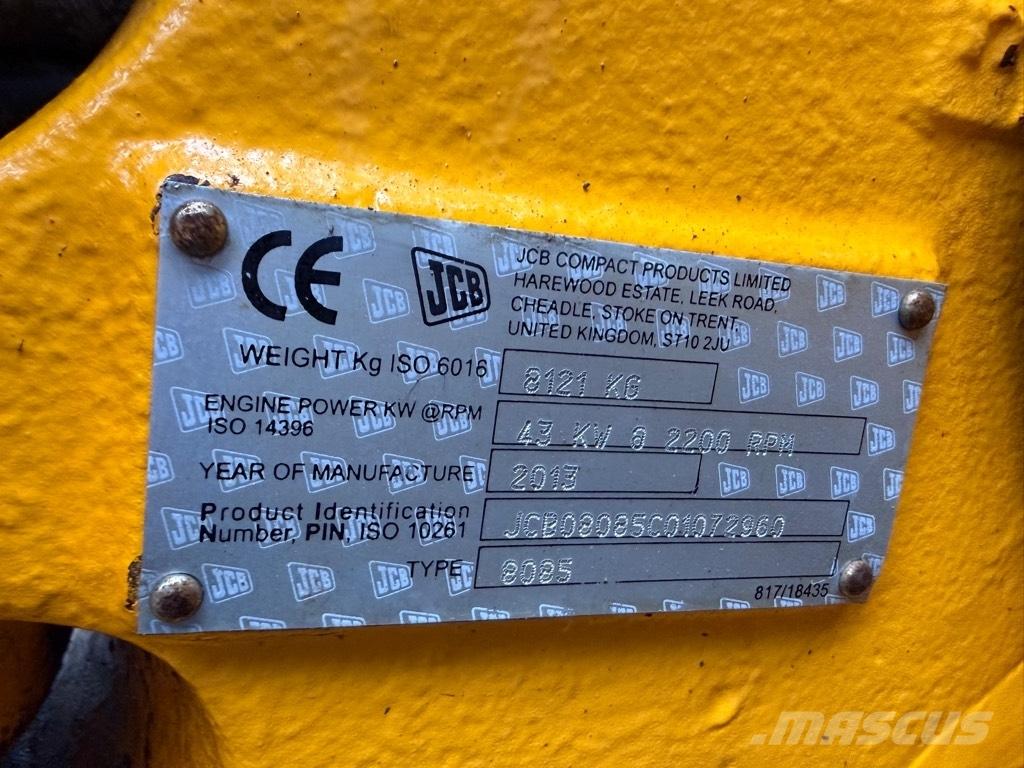 CE
JCB
JCB COMPACT PRODUCTS LIMITED
HAREWOOD ESTATE, LEEK ROAD,
CHEADLE, STOKE ON TRENT,
UNITED KINGDOM, ST10 2JU
WEIGHT Kg ISO 6016 8121 KG
ENGINE POWER KW @RPM
ISO 14396 43 KW @ 2200 RPM
YEAR OF MANUFACTURE 2013
Product Identification
Number, PIN, ISO 10261 JCB08085C01072960
TYPE 8085
817/18435
MASCUS